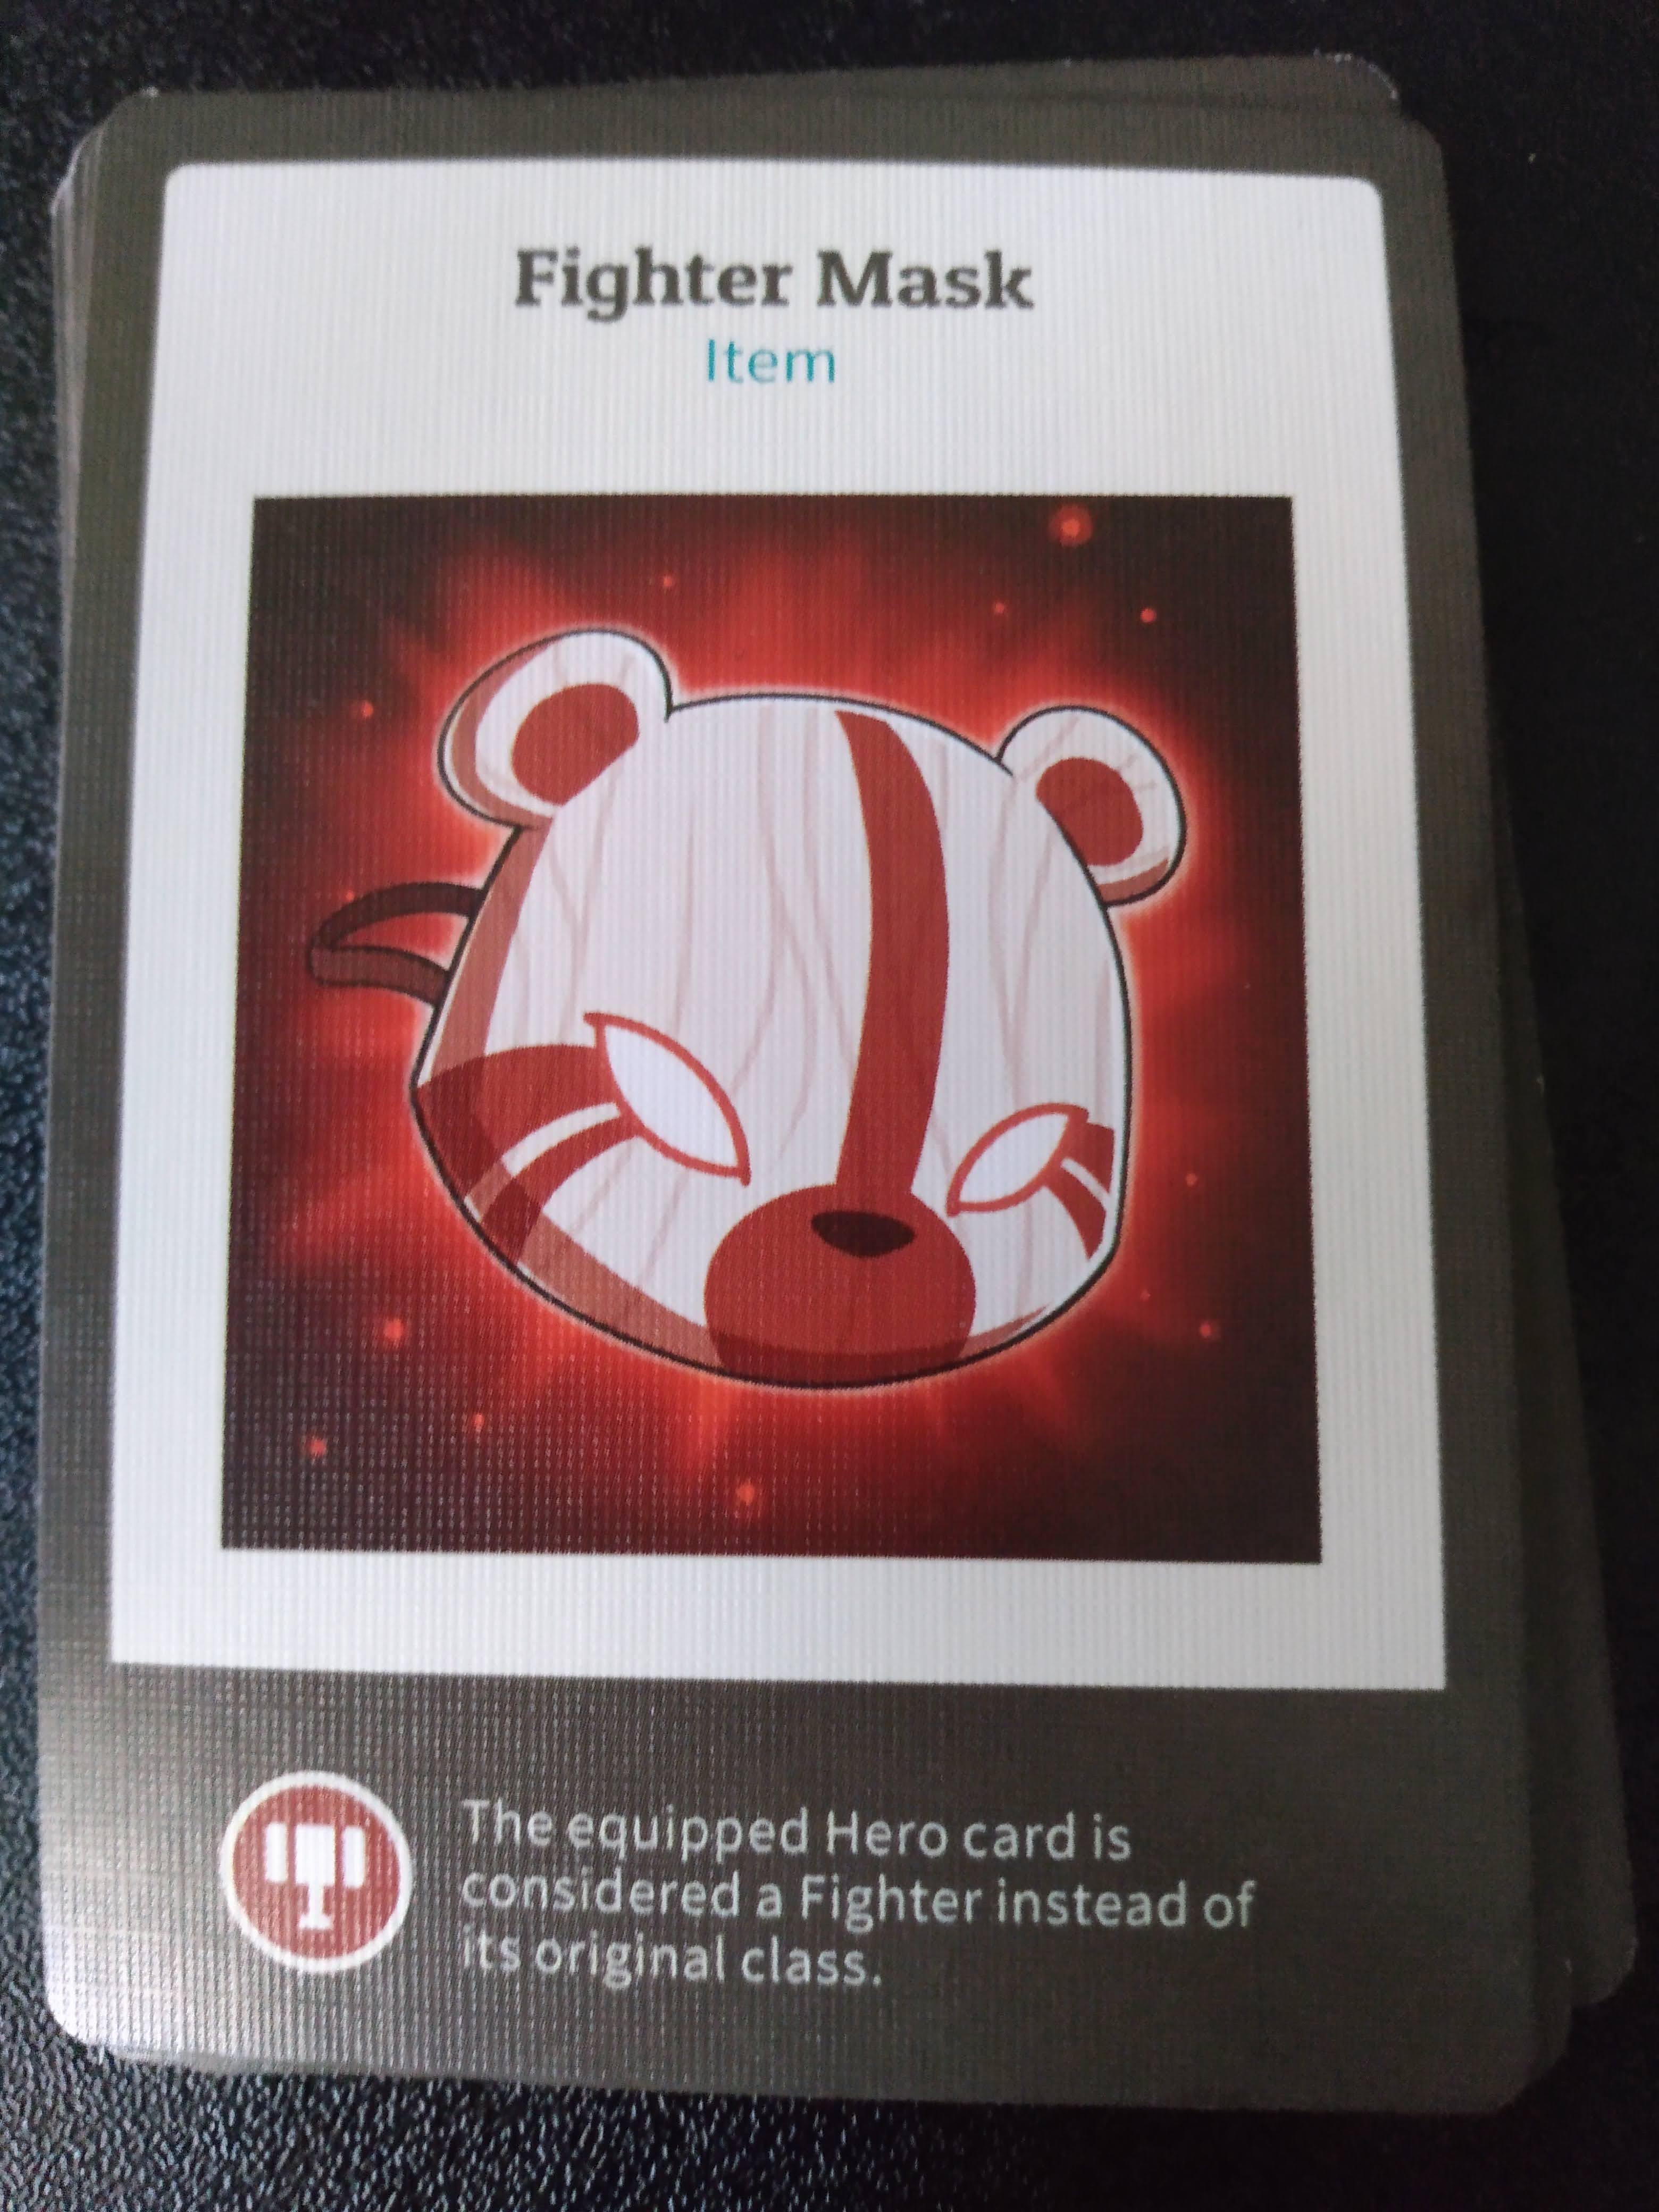 Fighter Mask
Item
The equipped Hero card is
considered a Fighter instead of
its original class.